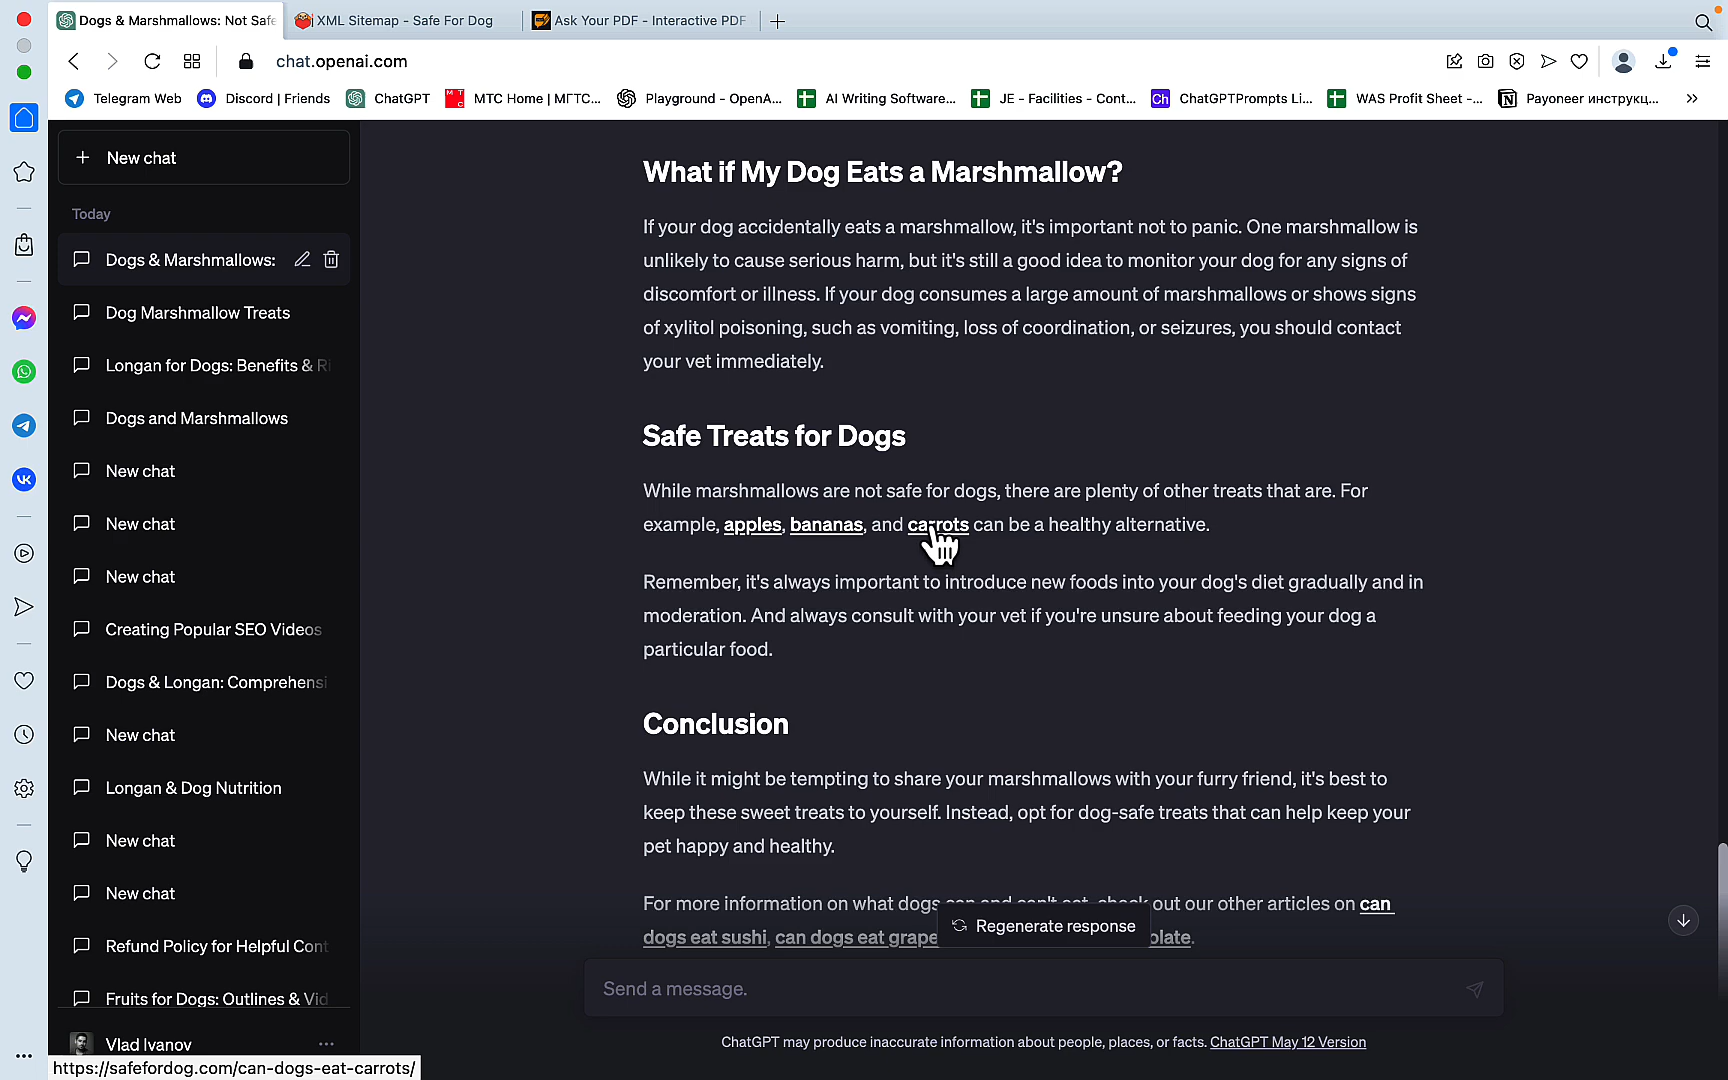 Dogs & Marshmallows: Not Safe
XML Sitemap - Safe For Dog
Ask Your PDF - Interactive PDF
chat.openai.com
Telegram Web
Discord | Friends
ChatGPT
MTC Home | МГТС...
Playground - OpenA...
AI Writing Software...
JE - Facilities - Cont...
Ch
ChatGPTPrompts Li...
WAS Profit Sheet -...
Payoneer инструкц...
New chat
Today
Dogs & Marshmallows:
Dog Marshmallow Treats
Longan for Dogs: Benefits & Ri
Dogs and Marshmallows
New chat
New chat
New chat
Creating Popular SEO Videos
Dogs & Longan: Comprehensi
New chat
Longan & Dog Nutrition
New chat
New chat
Refund Policy for Helpful Cont
Fruits for Dogs: Outlines & Vid
Vlad Ivanov
https://safefordog.com/can-dogs-eat-carrots/
What if My Dog Eats a Marshmallow?
If your dog accidentally eats a marshmallow, it's important not to panic. One marshmallow is
unlikely to cause serious harm, but it's still a good idea to monitor your dog for any signs of
discomfort or illness. If your dog consumes a large amount of marshmallows or shows signs
of xylitol poisoning, such as vomiting, loss of coordination, or seizures, you should contact
your vet immediately.
Safe Treats for Dogs
While marshmallows are not safe for dogs, there are plenty of other treats that are. For
example, apples, bananas, and carrots can be a healthy alternative.
Remember, it's always important to introduce new foods into your dog's diet gradually and in
moderation. And always consult with your vet if you're unsure about feeding your dog a
particular food.
Conclusion
While it might be tempting to share your marshmallows with your furry friend, it's best to
keep these sweet treats to yourself. Instead, opt for dog-safe treats that can help keep your
pet happy and healthy.
For more information on what dogs can and can't eat, check out our other articles on can
dogs eat sushi, can dogs eat grape
olate.
Regenerate response
Send a message.
ChatGPT may produce inaccurate information about people, places, or facts. ChatGPT May 12 Version